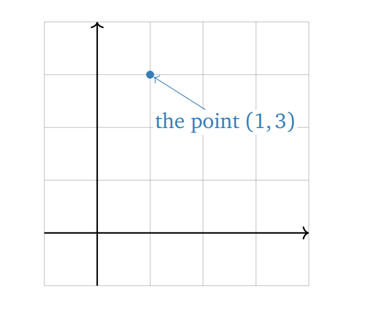 the point (1, 3)